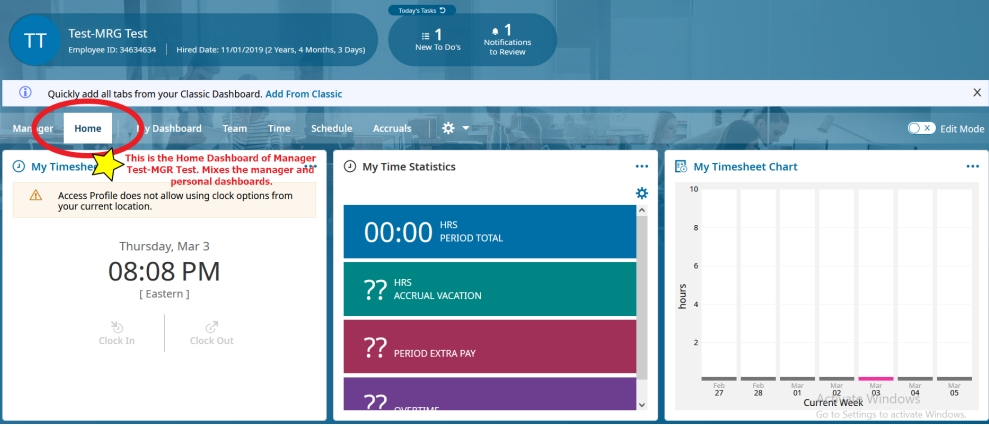 Today's Tasks
TT
Test-MRG Test
Employee ID: 34634634 | Hired Date: 11/01/2019 (2 Years, 4 Months, 3 Days)
1
New To Do's
1
Notifications
to Review
Quickly add all tabs from your Classic Dashboard. Add From Classic
X
Manager Home My Dashboard Team Time Schedule Accruals
X Edit Mode
My Timeshe
This is the Home Dashboard of Manager
Test-MGR Test. Mixes the manager and
personal dashboards.
Access Profile does not allow using clock options from
your current location.
Thursday, Mar 3
08:08 PM
[ Eastern ]
Clock In
Clock Out
My Time Statistics
00:00 HRS
PERIOD TOTAL
?? HRS
ACCRUAL VACATION
?? PERIOD EXTRA PAY
?? OVERTIME
My Timesheet Chart
10
8
6
4
2
hours
Feb 27
Feb 28
Mar 01
Mar 02
Mar 03
Mar 04
Mar 05
Current Week
Activate Windows
Go to Settings to activate Windows.